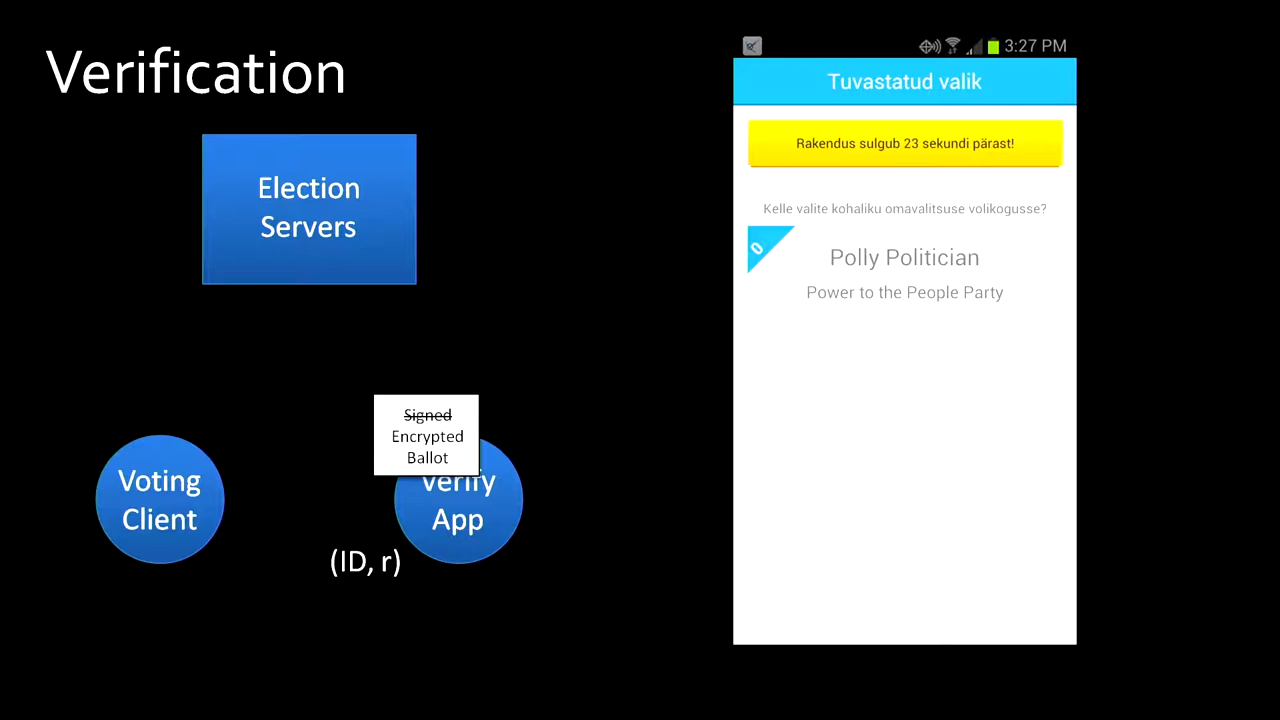 Verification
Election
Servers
Voting
Client
Signed
Encrypted
Ballot
Verify
App
(ID, r)
3:27 PM
Tuvastatud valik
Rakendus sulgub 23 sekundi pärast!
Kelle valite kohaliku omavalitsuse volikogusse?
0
Polly Politician
Power to the People Party